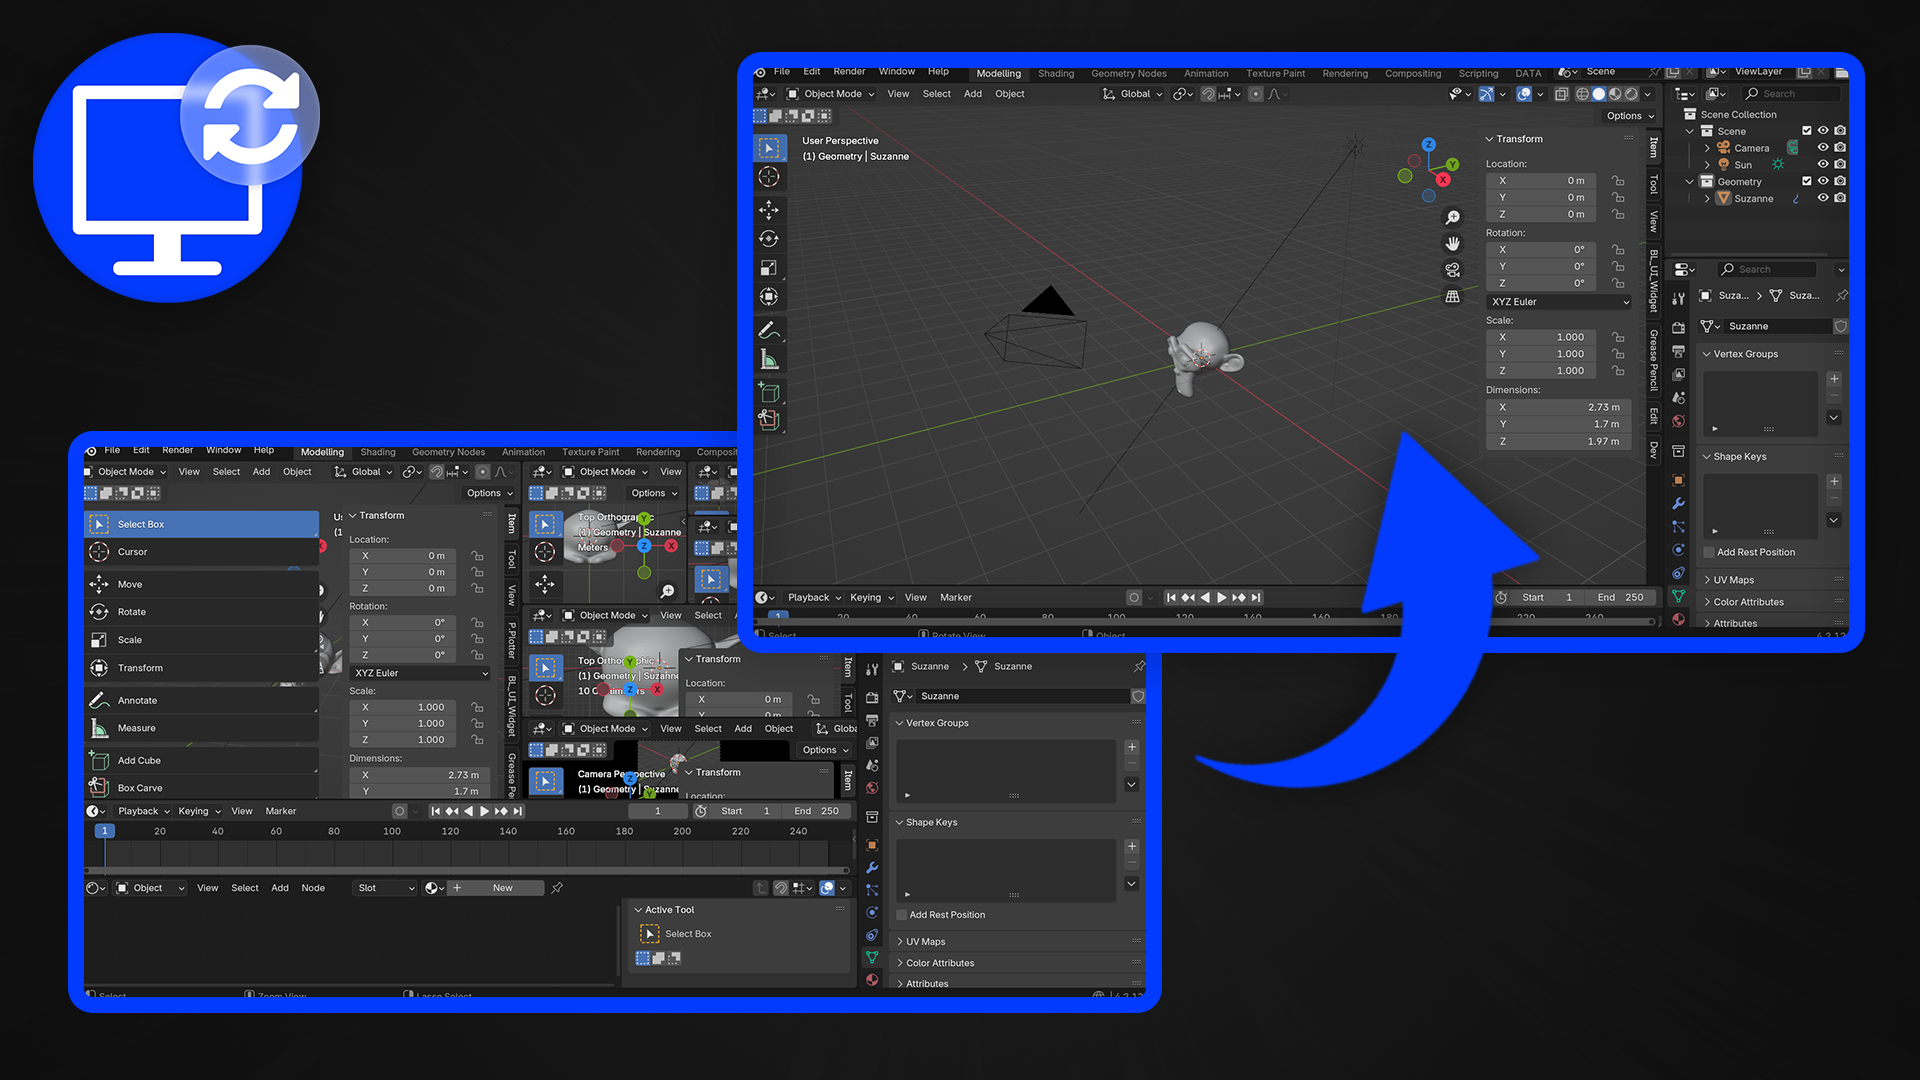 File Edit Render Window Help Modelling Shading Geometry Nodes Animation Texture Paint Rendering Compositing Scripting DATA Scene ViewLayer
Object Mode View Select Add Object Global Search
Options
User Perspective
(1) Geometry | Suzanne
Transform
Location:
X 0 m
Y 0 m
Z 0 m
Rotation:
X 0°
Y 0°
Z 0°
XYZ Euler
Scale:
X 1.000
Y 1.000
Z 1.000
Dimensions:
X 2.73 m
Y 1.7 m
Z 1.97 m
Z
Y
X
Item
Tool
View
BL_UI_Widget
Grease Pencil
Edit
Dev
Scene Collection
Scene
Camera
Sun
Geometry
Suzanne
Search
Suza... Suza...
Suzanne
Vertex Groups
Shape Keys
Add Rest Position
UV Maps
Color Attributes
Attributes
Playback Keying View Marker Start 1 End 250
1 20 40 60 80 100 120 140 160 180 200 220 240
Select Rotate View Object 4.2.12
File Edit Render Window Help Modelling Shading Geometry Nodes Animation Texture Paint Rendering
Object Mode View Select Add Object Global Object Mode View
Options Options
Select Box
Cursor
Move
Rotate
Scale
Transform
Annotate
Measure
Add Cube
Box Carve
(1
Transform
Location:
X 0 m
Y 0 m
Z 0 m
Rotation:
X 0°
Y 0°
Z 0°
XYZ Euler
Scale:
X 1.000
Y 1.000
Z 1.000
Dimensions:
X 2.73 m
Y 1.7 m
Item
Tool
View
P.Plotter
BL_UI_Widget
Top Orthographic
(1) Geometry | Suzanne
Meters
Y
Z
X
Object Mode View Select
Top Orthographic
(1) Geometry | Suzanne
10 Centimeters
Y
Z
X
Transform
Location:
X 0 m
Y 0 m
Item
Tool
Object Mode View Select Add Object
Options
Camera Perspective
(1) Geometry | Suzanne
Z
Y
Transform
Location:
Item
Playback Keying View Marker 1 Start 1 End 250
1 20 40 60 80 100 120 140 160 180 200 220 240
Object View Select Add Node Slot New
Active Tool
Select Box
Suzanne Suzanne
Suzanne
Vertex Groups
Shape Keys
Add Rest Position
UV Maps
Color Attributes
Attributes
Select Zoom View Lasso Select 4.2.12